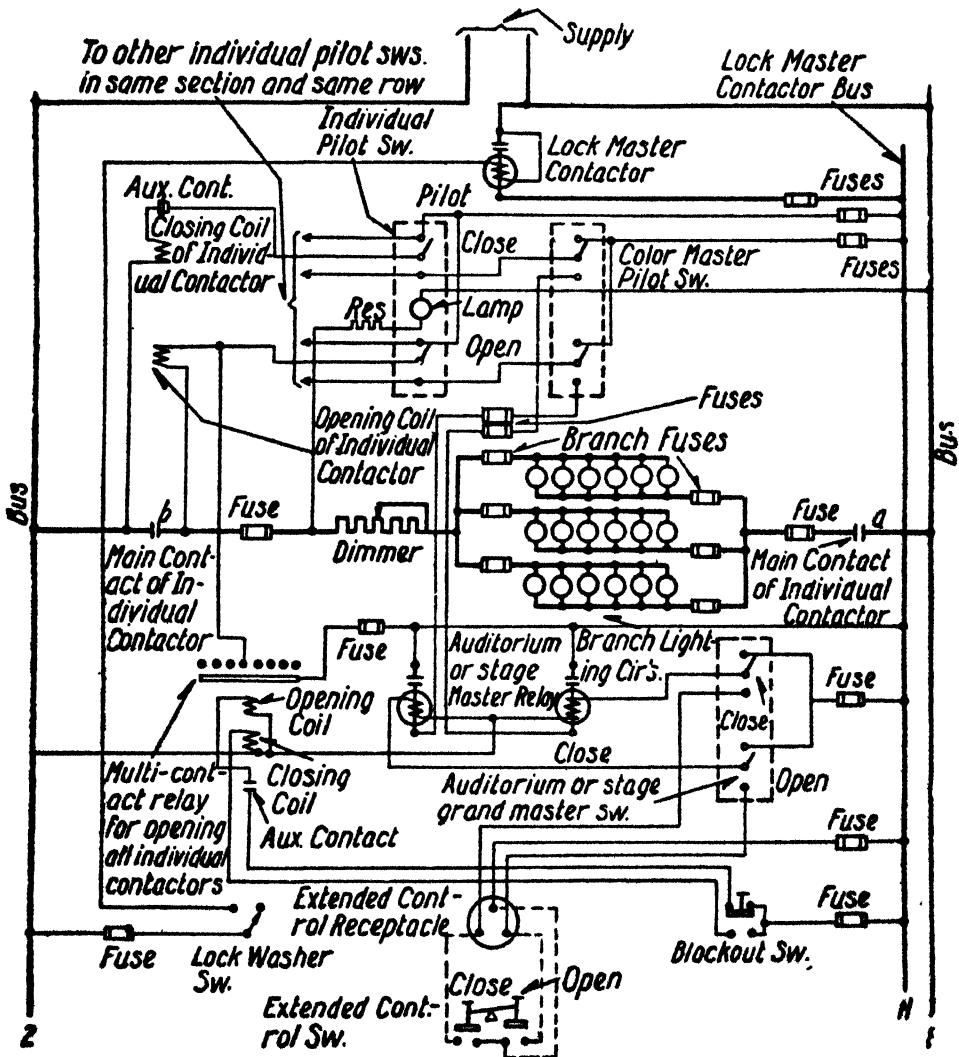 Supply
To other individual pilot sws.
in same section and same row
Lock Master
Contactor Bus
Individual
Pilot Sw.
Lock Master
Contactor
Fuses
Aux. Cont.
Pilot
Closing Coil
of Individ-
ual Contactor
Close
Color Master
Pilot Sw.
Fuses
Res
Lamp
Open
Opening Coil
of Individual
Contactor
Fuses
Branch Fuses
Bus
Bus
b
Fuse
Dimmer
Fuse
a
Main Cont-
act of In-
dividual
Contactor
Main Contact
of Individual
Contactor
Fuse
Auditorium
or stage
Master Relay
Branch Light-
ing Cir's.
Opening
Coil
Close
Fuse
Close
Multi-cont-
act relay
for opening
all individual
contactors
Closing
Coil
Aux. Contact
Auditorium or stage
grand master sw.
Open
Fuse
Extended Cont-
rol Receptacle
Fuse
Fuse
Lock Washer
Sw.
Blockout Sw.
Close
Open
Extended Cont-
rol Sw.
2
N
1